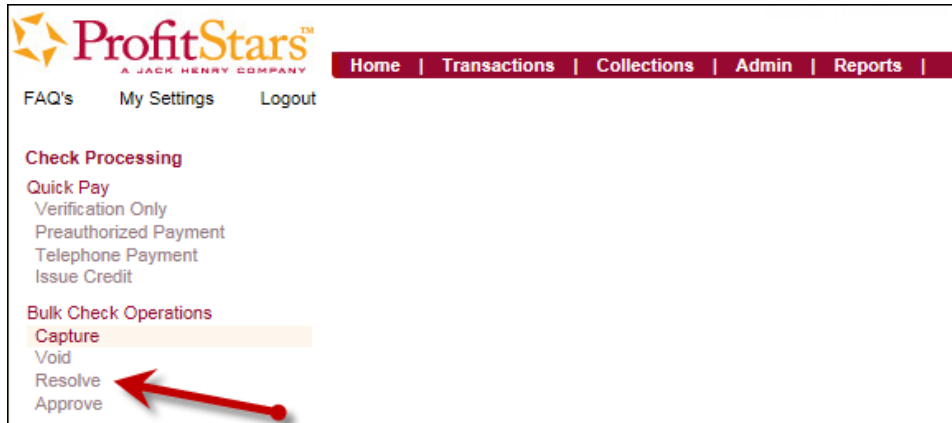 ProfitStars™
A JACK HENRY COMPANY
Home | Transactions | Collections | Admin | Reports |
FAQ's My Settings Logout
Check Processing
Quick Pay
Verification Only
Preauthorized Payment
Telephone Payment
Issue Credit
Bulk Check Operations
Capture
Void
Resolve
Approve